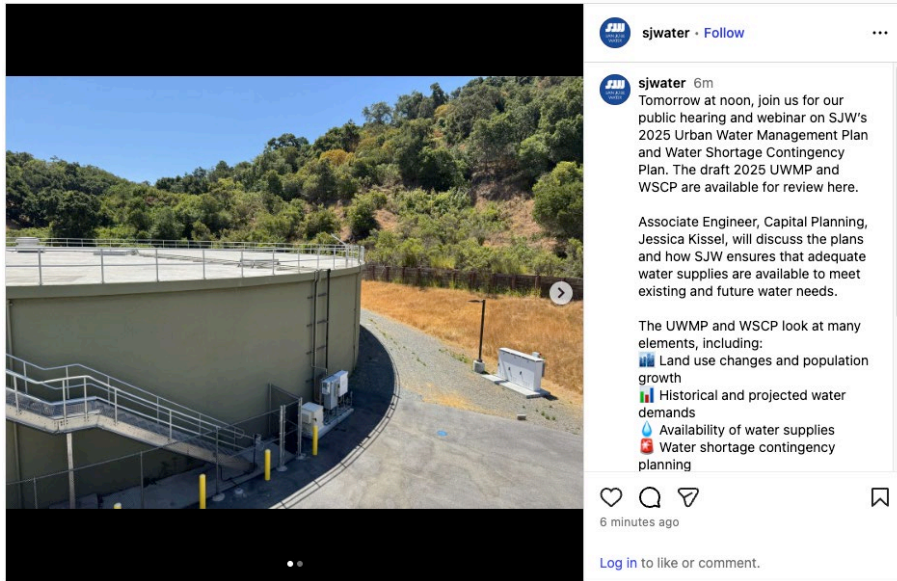 sjwater • Follow
sjwater 6m
Tomorrow at noon, join us for our
public hearing and webinar on SJW's
2025 Urban Water Management Plan
and Water Shortage Contingency
Plan. The draft 2025 UWMP and
WSCP are available for review here.
Associate Engineer, Capital Planning,
Jessica Kissel, will discuss the plans
and how SJW ensures that adequate
water supplies are available to meet
existing and future water needs.
The UWMP and WSCP look at many
elements, including:
🏙️ Land use changes and population
growth
📊 Historical and projected water
demands
💧 Availability of water supplies
🚨 Water shortage contingency
planning
6 minutes ago
Log in to like or comment.